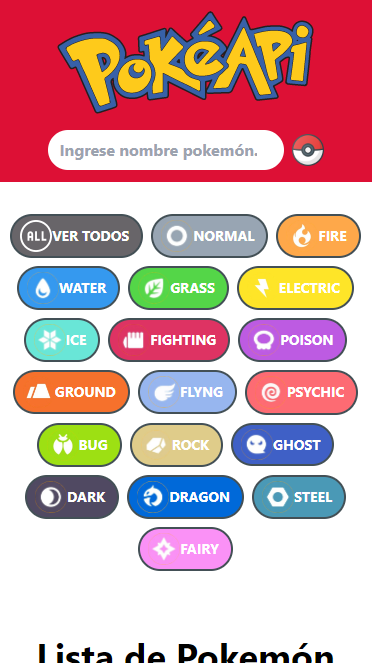 PokéApi
Ingrese nombre pokemón.
ALL VER TODOS NORMAL FIRE
WATER GRASS ELECTRIC
ICE FIGHTING POISON
GROUND FLYNG PSYCHIC
BUG ROCK GHOST
DARK DRAGON STEEL
FAIRY
Lista de Pokemón